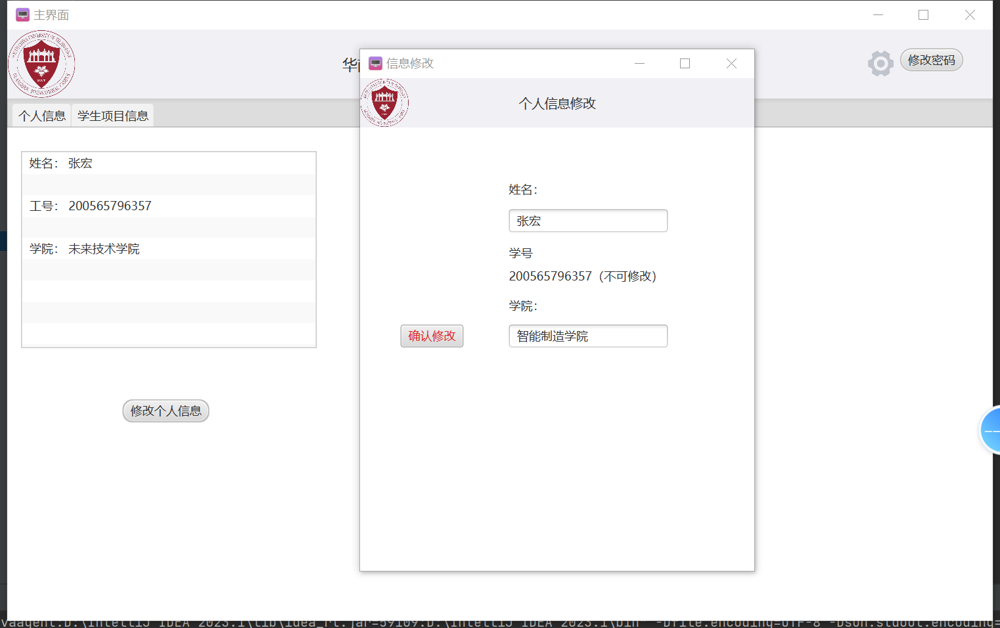 主界面
华
修改密码
个人信息 学生项目信息
姓名： 张宏
工号： 200565796357
学院： 未来技术学院
修改个人信息
信息修改
个人信息修改
姓名：
张宏
学号
200565796357（不可修改）
学院：
确认修改
智能制造学院
vaagent:D:\IntelliJ IDEA 2023.1\lib\idea_rt.jar=59109:D:\IntelliJ IDEA 2023.1\bin" -Dfile.encoding=UTF-8 -Dsun.stdout.encoding=